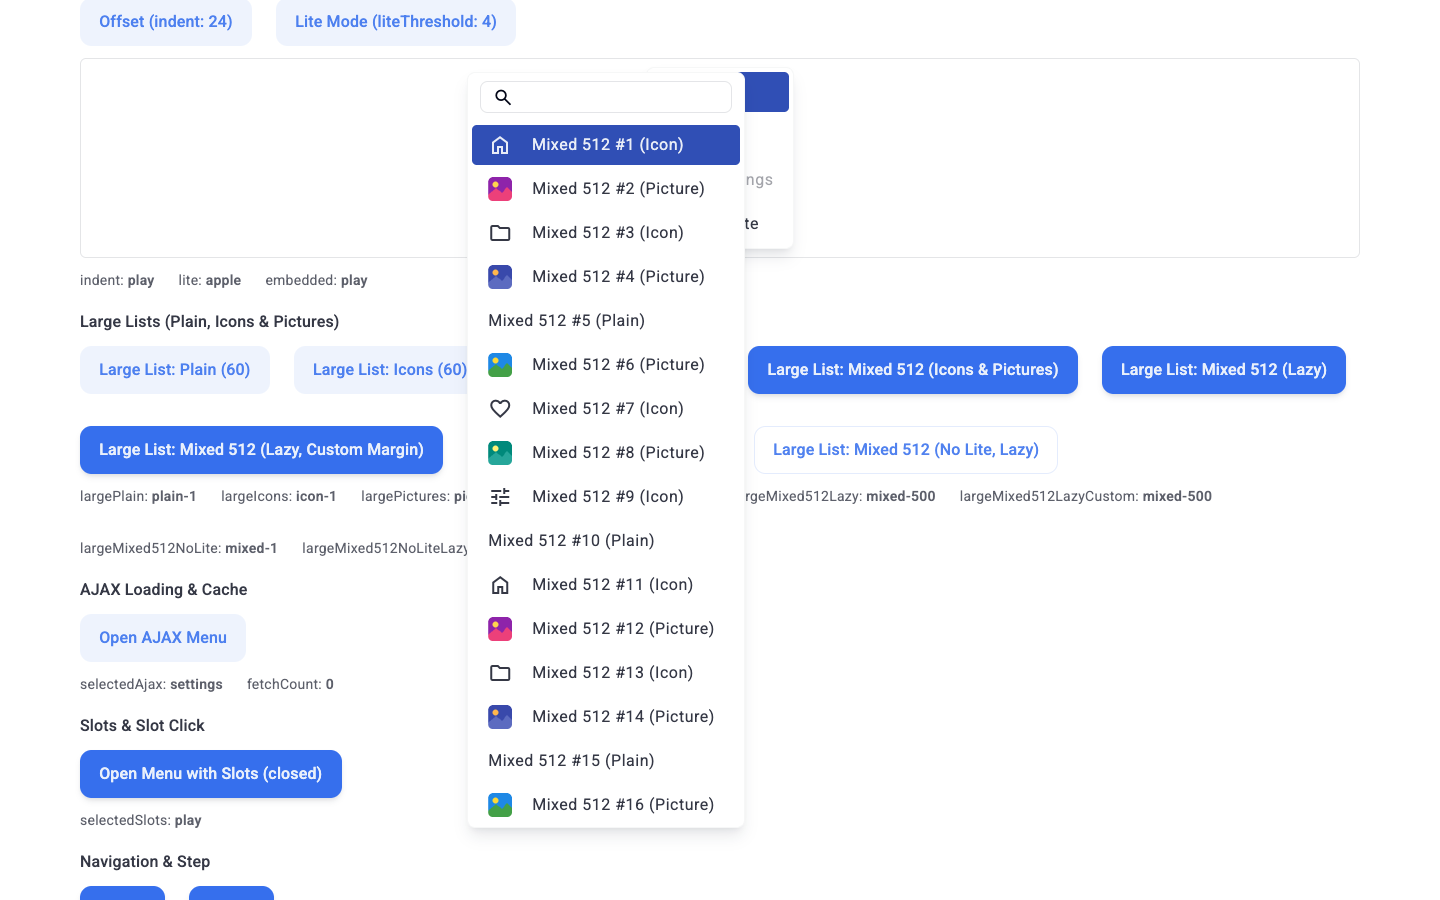 Offset (indent: 24)
Lite Mode (liteThreshold: 4)
ngs
te
indent: play
lite: apple
embedded: play
Mixed 512 #1 (Icon)
Mixed 512 #2 (Picture)
Mixed 512 #3 (Icon)
Mixed 512 #4 (Picture)
Mixed 512 #5 (Plain)
Mixed 512 #6 (Picture)
Mixed 512 #7 (Icon)
Mixed 512 #8 (Picture)
Mixed 512 #9 (Icon)
Mixed 512 #10 (Plain)
Mixed 512 #11 (Icon)
Mixed 512 #12 (Picture)
Mixed 512 #13 (Icon)
Mixed 512 #14 (Picture)
Mixed 512 #15 (Plain)
Mixed 512 #16 (Picture)
Large Lists (Plain, Icons & Pictures)
Large List: Plain (60)
Large List: Icons (60)
Large List: Mixed 512 (Icons & Pictures)
Large List: Mixed 512 (Lazy)
Large List: Mixed 512 (Lazy, Custom Margin)
Large List: Mixed 512 (No Lite, Lazy)
largePlain: plain-1
largeIcons: icon-1
largePictures:
rgeMixed512Lazy: mixed-500
largeMixed512LazyCustom: mixed-500
largeMixed512NoLite: mixed-1
largeMixed512NoLiteLazy
AJAX Loading & Cache
Open AJAX Menu
selectedAjax: settings
fetchCount: 0
Slots & Slot Click
Open Menu with Slots (closed)
selectedSlots: play
Navigation & Step